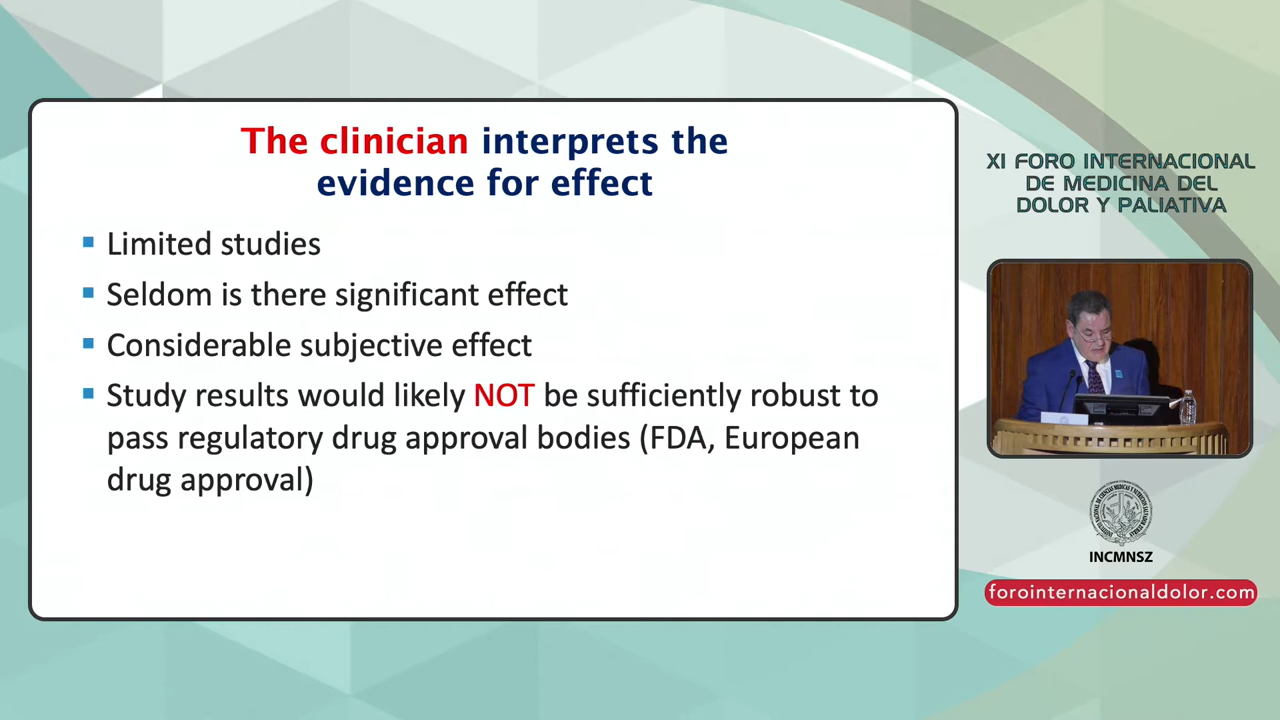 The clinician interprets the
evidence for effect
Limited studies
Seldom is there significant effect
Considerable subjective effect
Study results would likely NOT be sufficiently robust to
pass regulatory drug approval bodies (FDA, European
drug approval)
XI FORO INTERNACIONAL
DE MEDICINA DEL
DOLOR Y PALIATIVA
INCMNSZ
forointernacionaldolor.com